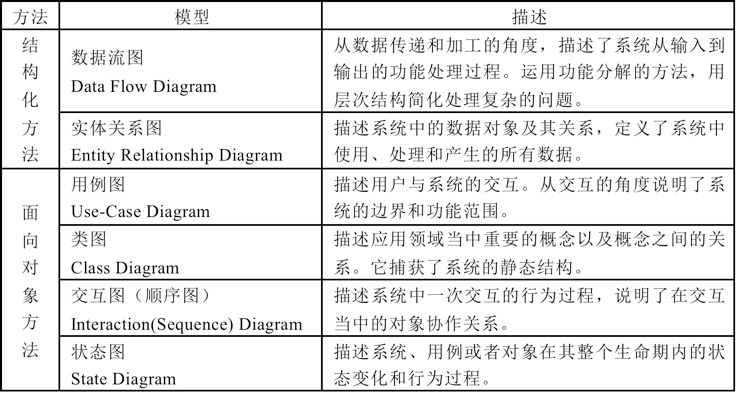 方法 模型 描述
结构化方法
数据流图
Data Flow Diagram
从数据传递和加工的角度，描述了系统从输入到
输出的功能处理过程。运用功能分解的方法，用
层次结构简化处理复杂的问题。
实体关系图
Entity Relationship Diagram
描述系统中的数据对象及其关系，定义了系统中
使用、处理和产生的所有数据。
面向对象方法
用例图
Use-Case Diagram
描述用户与系统的交互。从交互的角度说明了系
统的边界和功能范围。
类图
Class Diagram
描述应用领域当中重要的概念以及概念之间的关
系。它捕获了系统的静态结构。
交互图（顺序图）
Interaction(Sequence) Diagram
描述系统中一次交互的行为过程，说明了在交互
当中的对象协作关系。
状态图
State Diagram
描述系统、用例或者对象在其整个生命期内的状
态变化和行为过程。